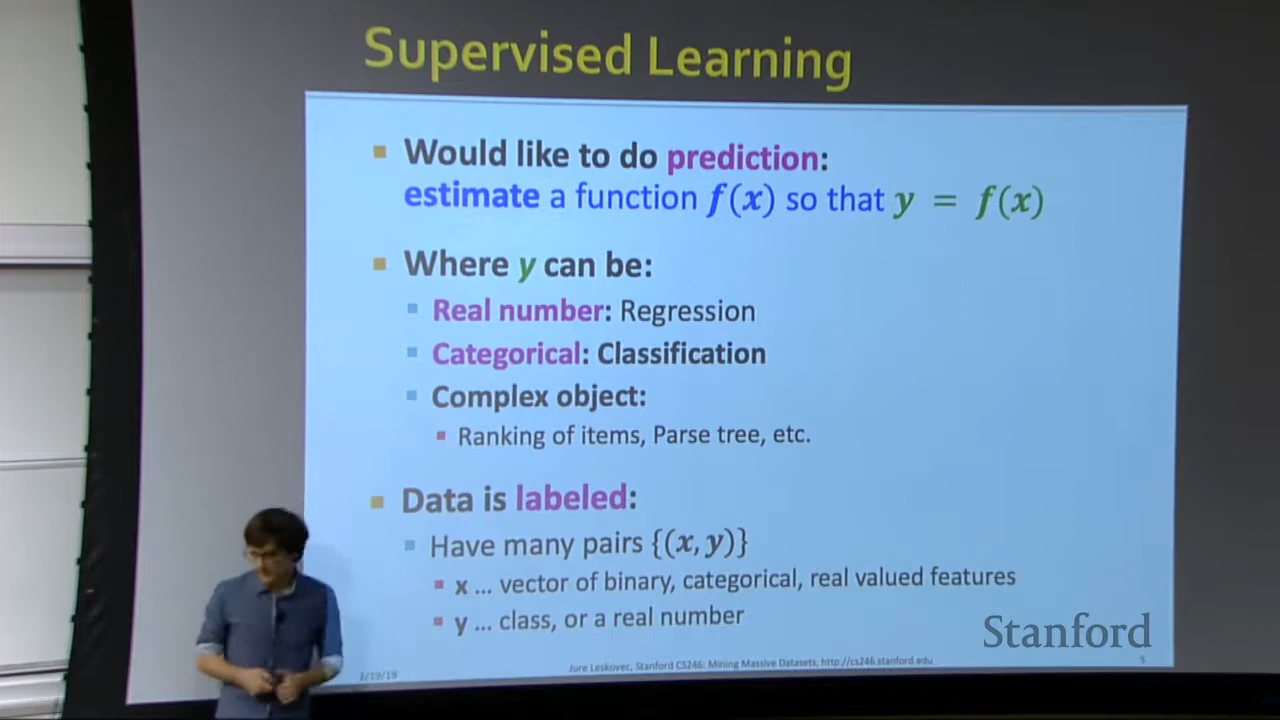 Supervised Learning
Would like to do prediction:
estimate a function f(x) so that y = f(x)
Where y can be:
Real number: Regression
Categorical: Classification
Complex object:
Ranking of items, Parse tree, etc.
Data is labeled:
Have many pairs {(x, y)}
x ... vector of binary, categorical, real valued features
y ... class, or a real number
Stanford
Jure Leskovec, Stanford CS246: Mining Massive Datasets, http://cs246.stanford.edu
5